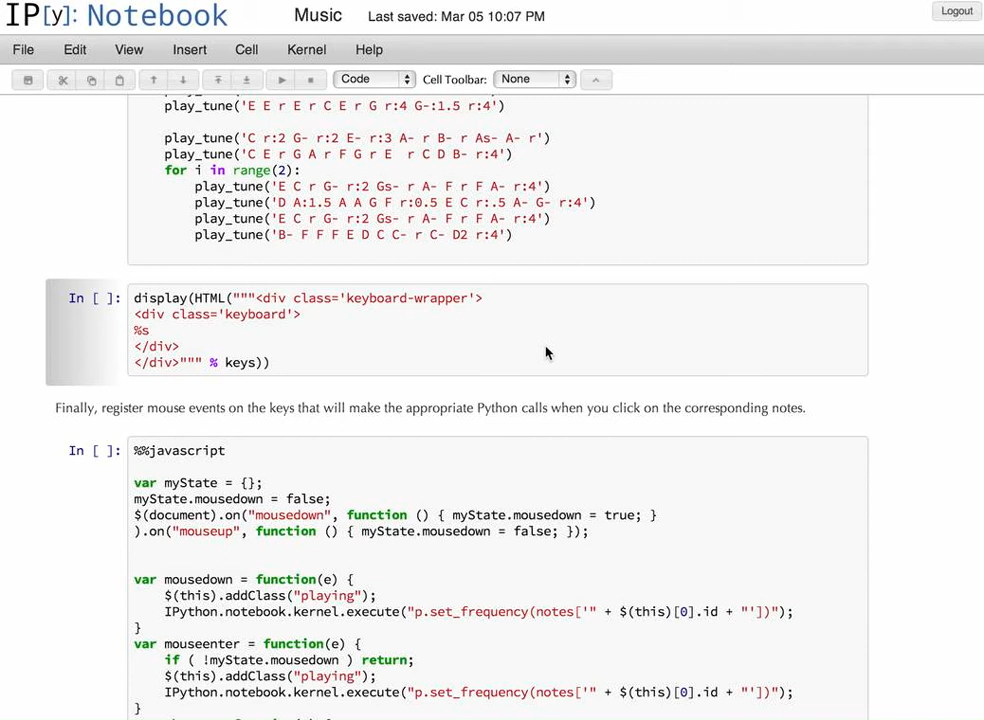 IP[y]: Notebook
Music
Last saved: Mar 05 10:07 PM
Logout
File Edit View Insert Cell Kernel Help
Code
Cell Toolbar:
None
play_tune('E E r E r C E r G r:4 G-:1.5 r:4')
play_tune('C r:2 G- r:2 E- r:3 A- r B- r As- A- r')
play_tune('C E r G A r F G r E  r C D B- r:4')
for i in range(2):
play_tune('E C r G- r:2 Gs- r A- F r F A- r:4')
play_tune('D A:1.5 A A G F r:0.5 E C r:.5 A- G- r:4')
play_tune('E C r G- r:2 Gs- r A- F r F A- r:4')
play_tune('B- F F F E D C C- r C- D2 r:4')
In [ ]:
display(HTML("""<div class='keyboard-wrapper'>
<div class='keyboard'>
%s
</div>
</div>""" % keys))
Finally, register mouse events on the keys that will make the appropriate Python calls when you click on the corresponding notes.
In [ ]:
%%javascript
var myState = {};
myState.mousedown = false;
$(document).on("mousedown", function () { myState.mousedown = true; }
).on("mouseup", function () { myState.mousedown = false; });
var mousedown = function(e) {
$(this).addClass("playing");
IPython.notebook.kernel.execute("p.set_frequency(notes['" + $(this)[0].id + "'])");
}
var mouseenter = function(e) {
if ( !myState.mousedown ) return;
$(this).addClass("playing");
IPython.notebook.kernel.execute("p.set_frequency(notes['" + $(this)[0].id + "'])");
}